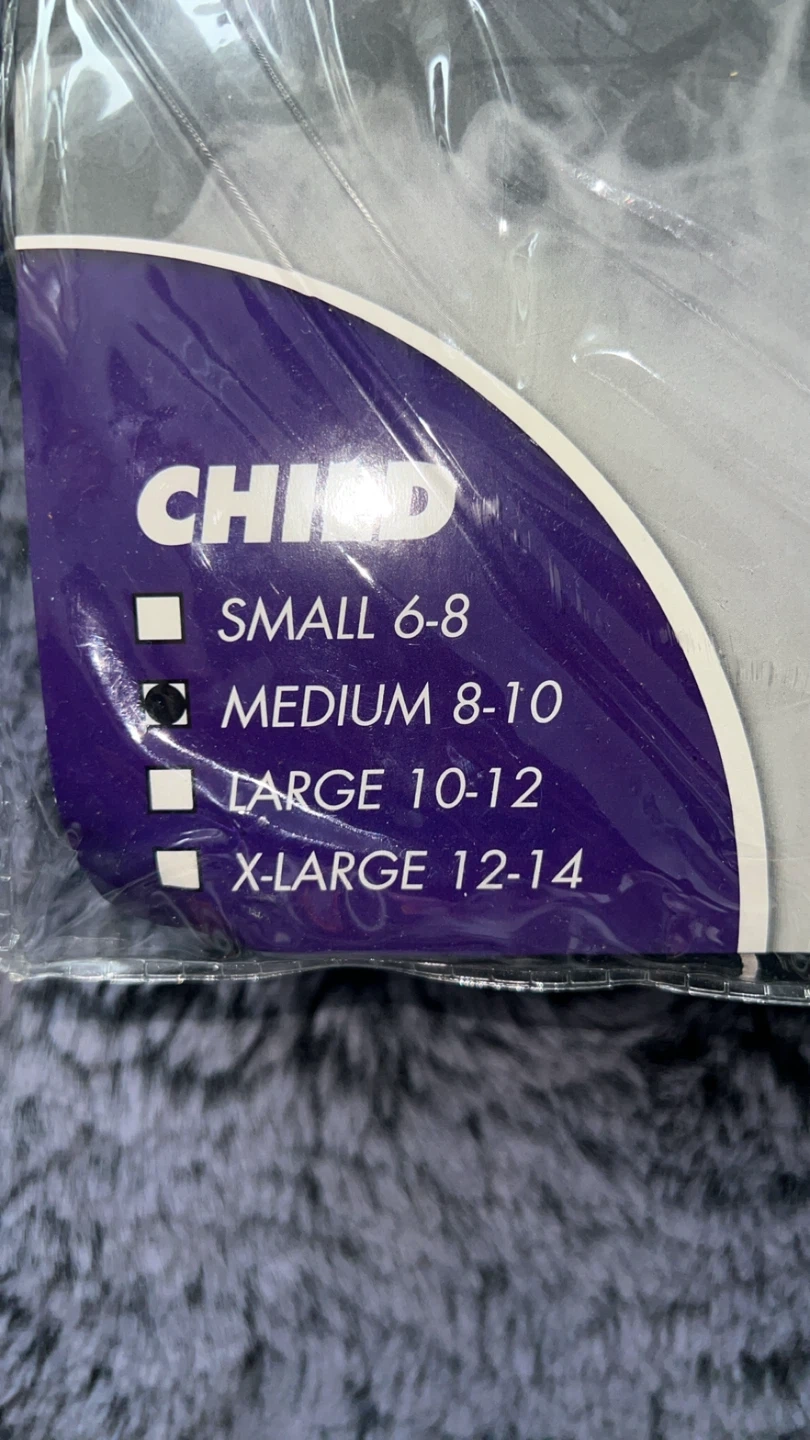 CHILD
SMALL 6-8
MEDIUM 8-10
LARGE 10-12
X-LARGE 12-14